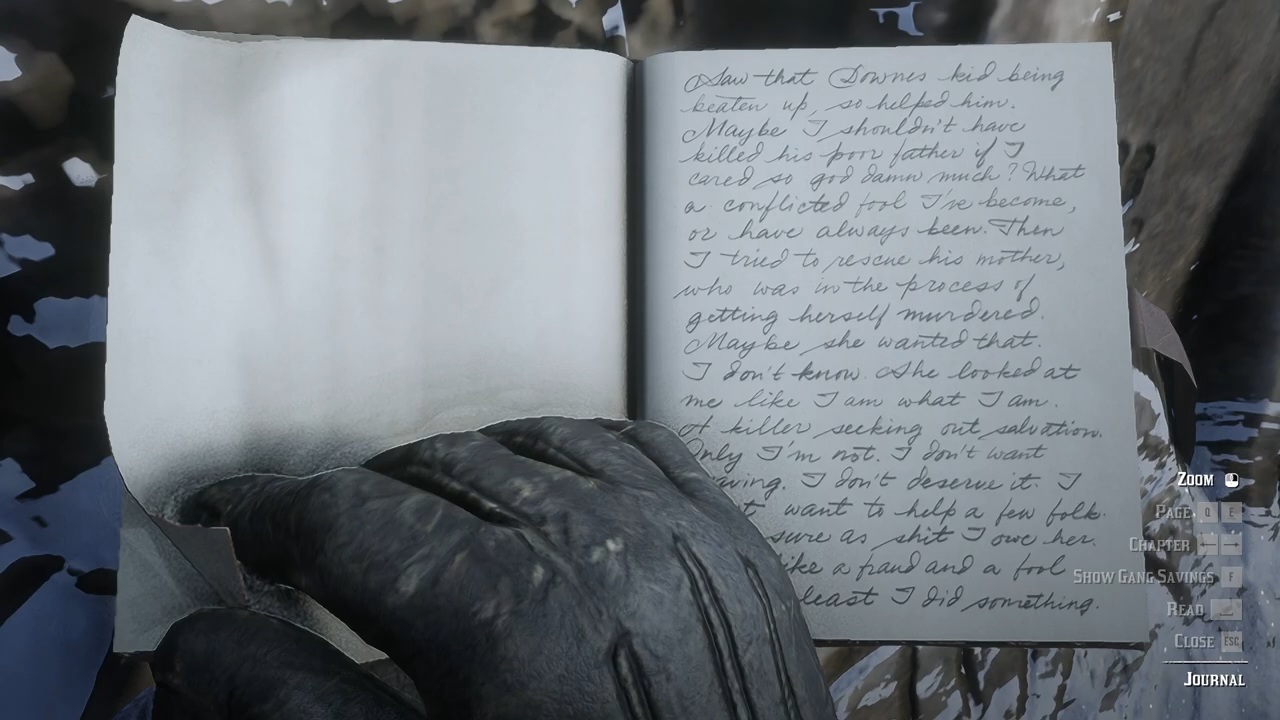 Saw that Downes kid being
beaten up, so helped him.
Maybe I shouldn't have
killed his poor father if I
cared so god damn much? What
a conflicted fool I've become,
or have always been. Then
I tried to rescue his mother,
who was in the process of
getting herself murdered.
Maybe she wanted that.
I don't know. She looked at
me like I am what I am.
A killer seeking out salvation.
Only I'm not. I don't want
aving. I don't deserve it. I
t want to help a few folk.
sure as shit I owe her.
like a fraud and a fool
least I did something.
ZOOM
PAGE Q E
CHAPTER
SHOW GANG SAVINGS F
READ
CLOSE ESC
JOURNAL